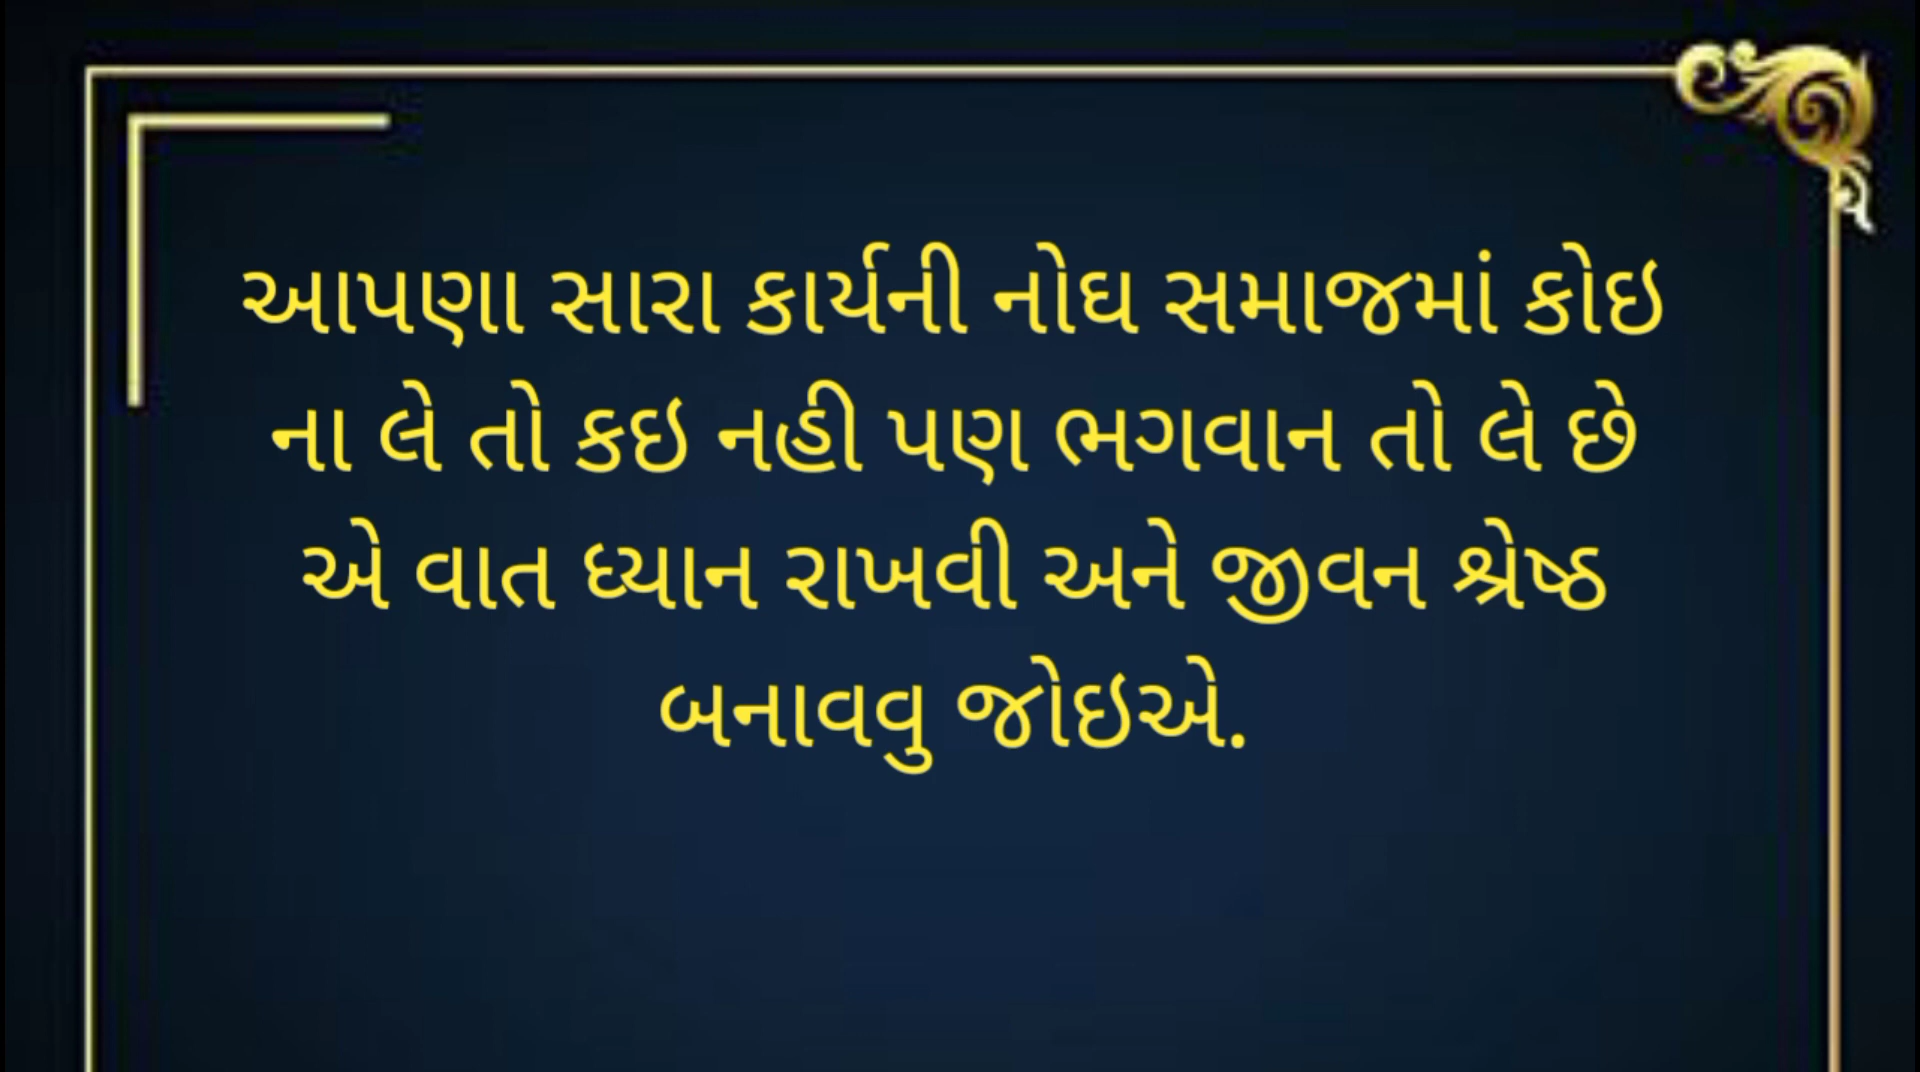 આપણા સારા કાર્યની નોઘ સમાજમાં કોઇ
ના લે તો કઇ નહી પણ ભગવાન તો લે છે
એ વાત ધ્યાન રાખવી અને જીવન શ્રેષ્ઠ
બનાવવુ જોઇએ.